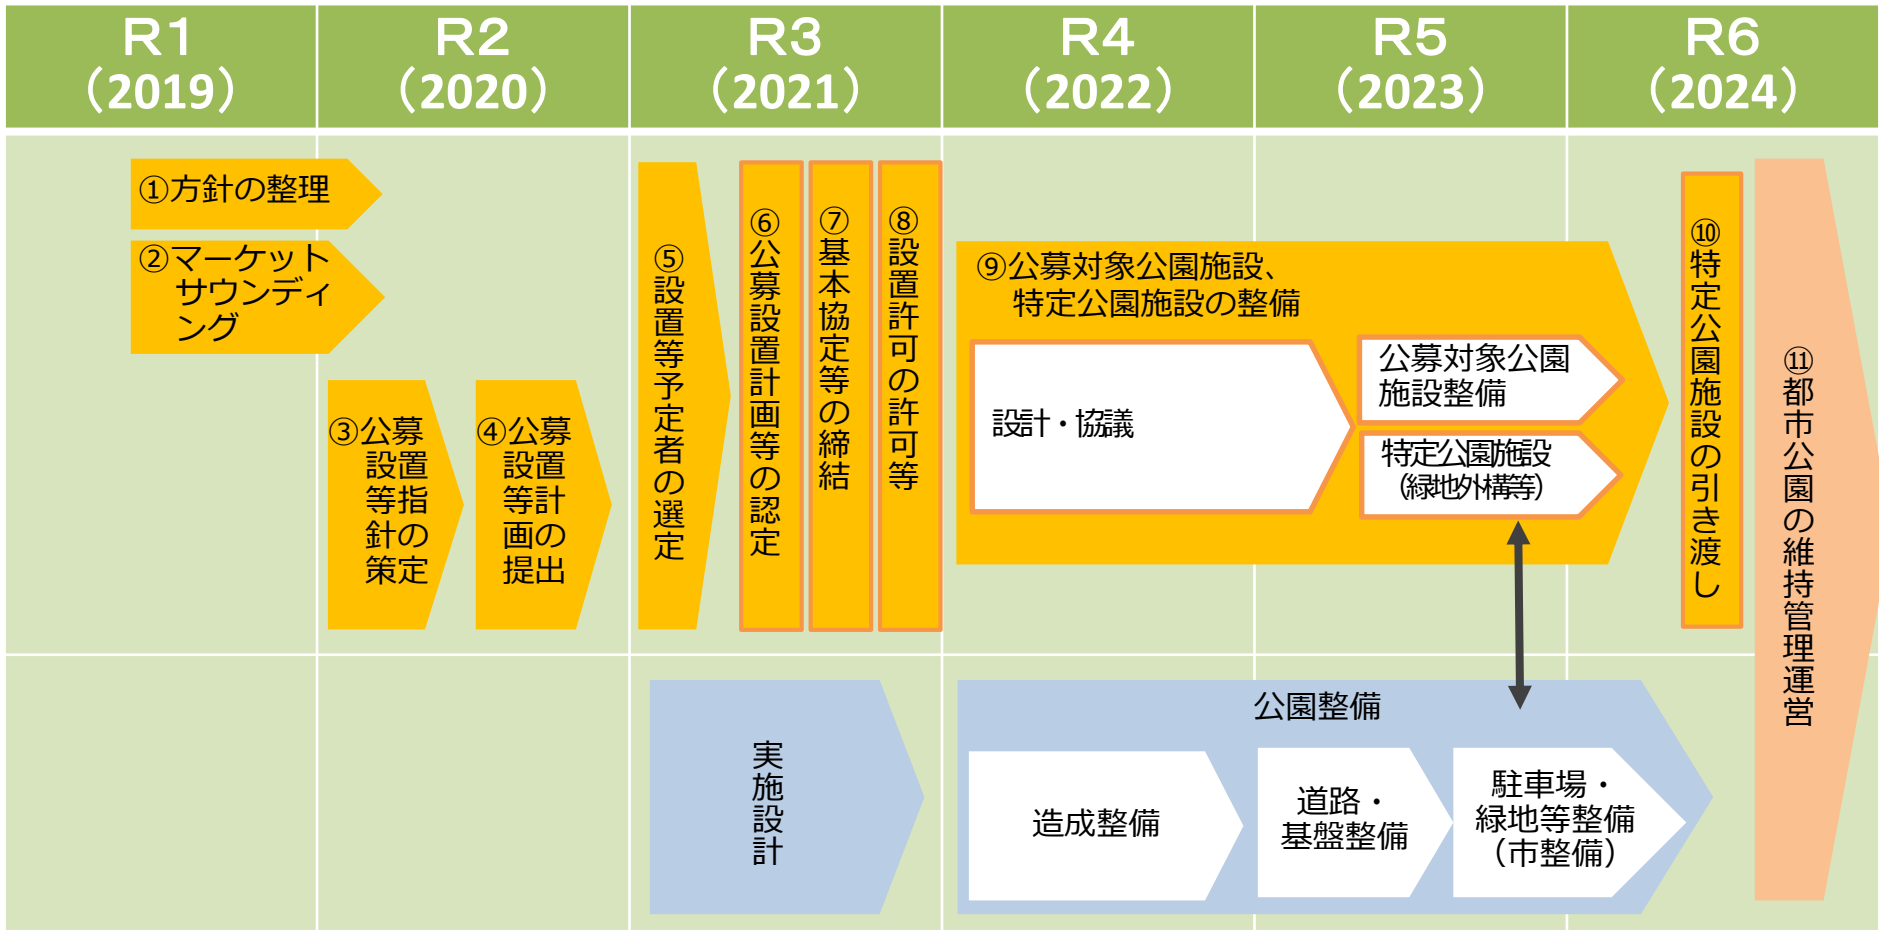 R1
（2019）
R2
（2020）
R3
（2021）
R4
（2022）
R5
（2023）
R6
（2024）
①方針の整理
②マーケット
サウンディ
ング
③公募
設置
等指
針の
策定
④公募
設置
等計
画の
提出
⑤設置等予定者の選定
⑥公募設置計画等の認定
⑦基本協定等の締結
⑧設置許可の許可等
⑨公募対象公園施設、
特定公園施設の整備
設計・協議
公募対象公園
施設整備
特定公園施設
（緑地外構等）
⑩特定公園施設の引き渡し
⑪都市公園の維持管理運営
実施設計
公園整備
造成整備
道路・
基盤整備
駐車場・
緑地等整備
（市整備）